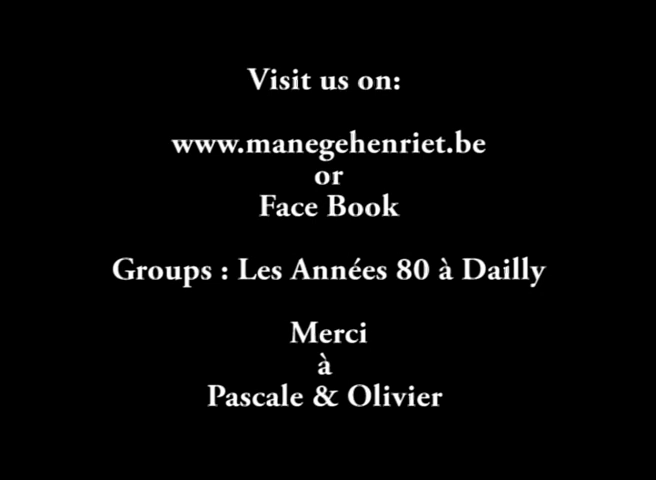 Visit us on:
www.manegehenriet.be
or
Face Book
Groups : Les Années 80 à Dailly
Merci
à
Pascale & Olivier